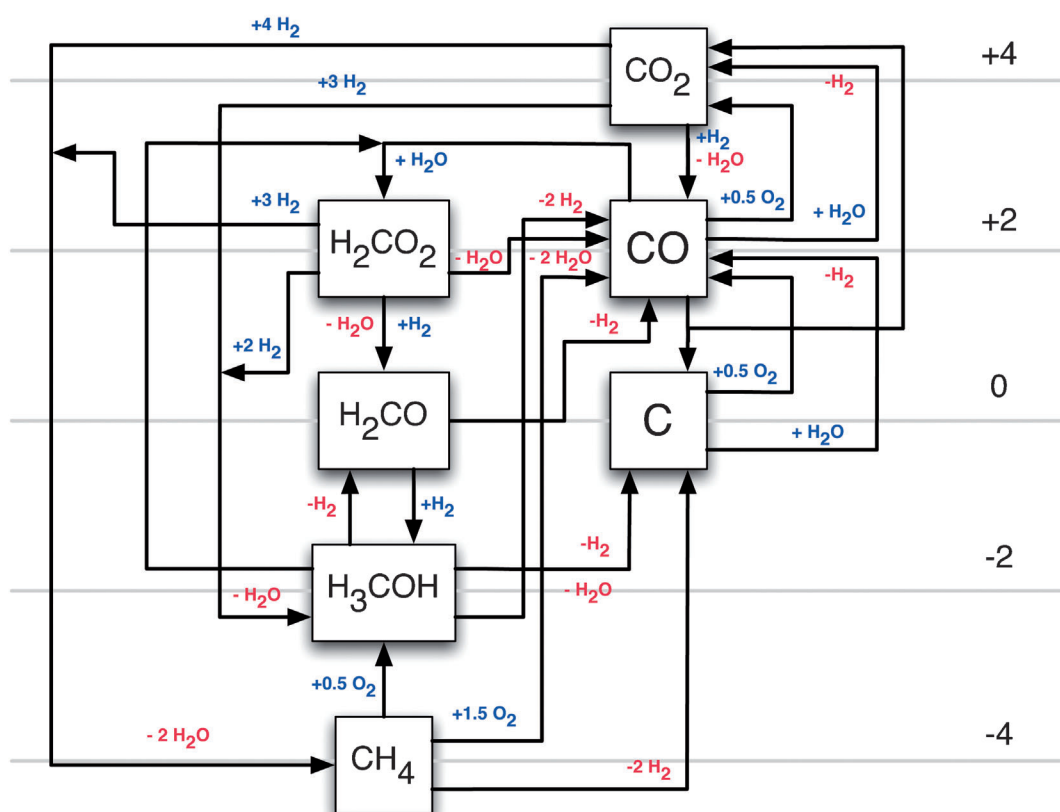 +4 H2
CO2
+4
+3 H2
-H2
+H2
- H2O
+ H2O
+3 H2
-2 H2
+0.5 O2
+ H2O
+2
H2CO2
CO
- H2O
- 2 H2O
-H2
- H2O
+H2
-H2
+2 H2
+0.5 O2
0
H2CO
C
+ H2O
-H2
+H2
-H2
-2
H3COH
- H2O
- H2O
+0.5 O2
+1.5 O2
- 2 H2O
-4
CH4
-2 H2